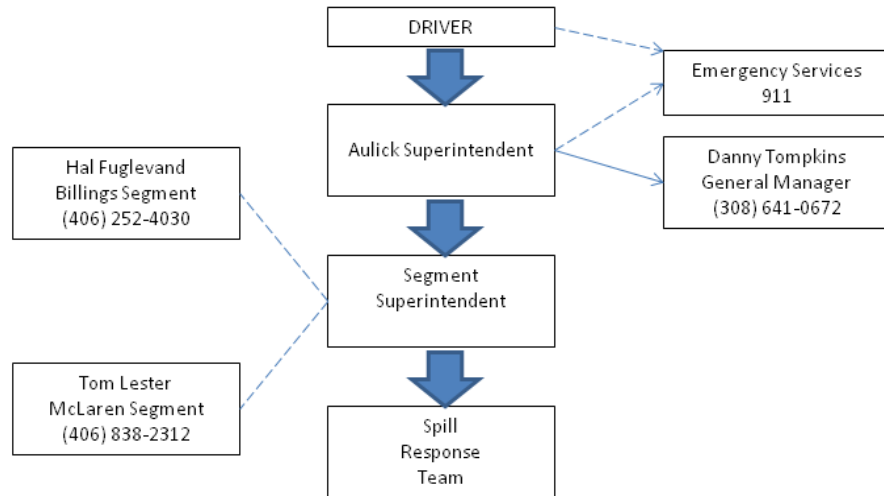 DRIVER
Emergency Services
911
Aulick Superintendent
Danny Tompkins
General Manager
(308) 641-0672
Hal Fuglevand
Billings Segment
(406) 252-4030
Segment
Superintendent
Tom Lester
McLaren Segment
(406) 838-2312
Spill
Response
Team